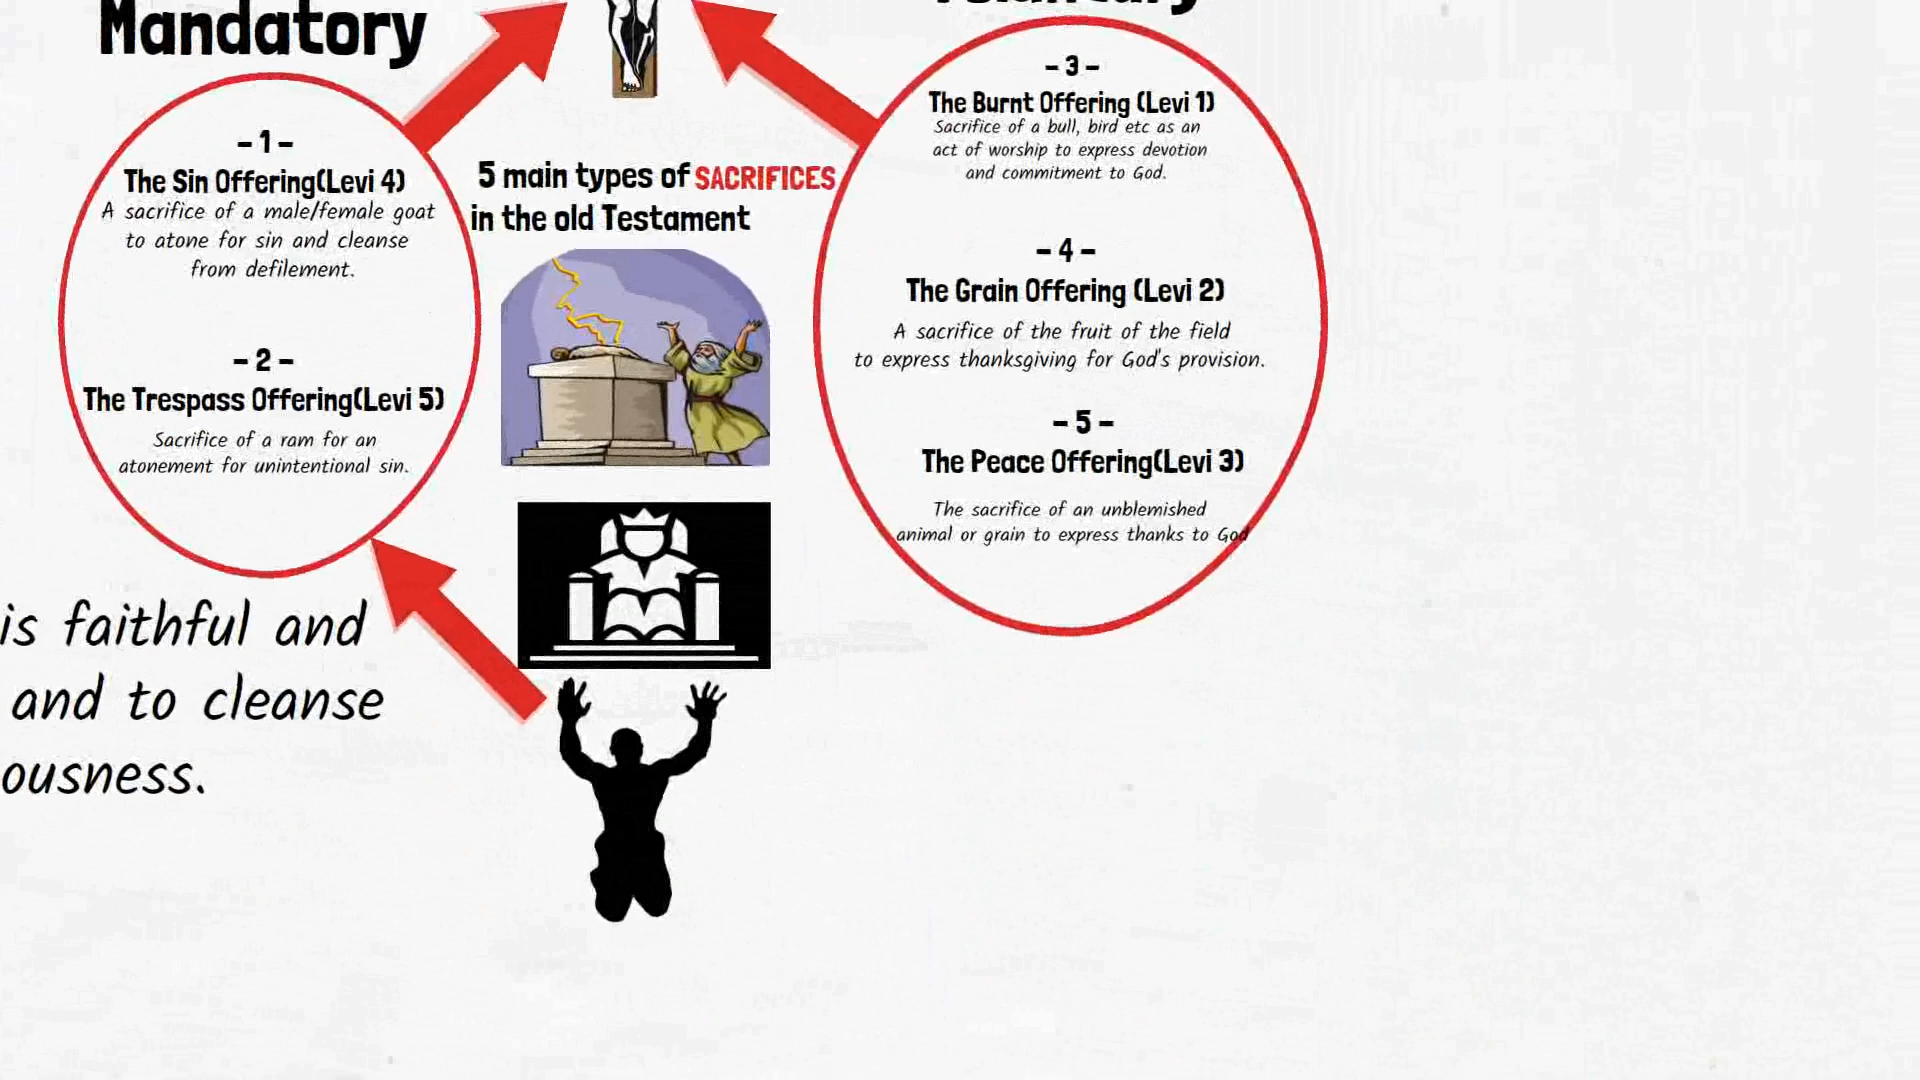 Mandatory
- 1 -
The Sin Offering(Levi 4)
A sacrifice of a male/female goat
to atone for sin and cleanse
from defilement.
- 2 -
The Trespass Offering(Levi 5)
Sacrifice of a ram for an
atonement for unintentional sin.
5 main types of SACRIFICES
in the old Testament
- 3 -
The Burnt Offering (Levi 1)
Sacrifice of a bull, bird etc as an
act of worship to express devotion
and commitment to God.
- 4 -
The Grain Offering (Levi 2)
A sacrifice of the fruit of the field
to express thanksgiving for God's provision.
- 5 -
The Peace Offering(Levi 3)
The sacrifice of an unblemished
animal or grain to express thanks to God
is faithful and
and to cleanse
ousness.